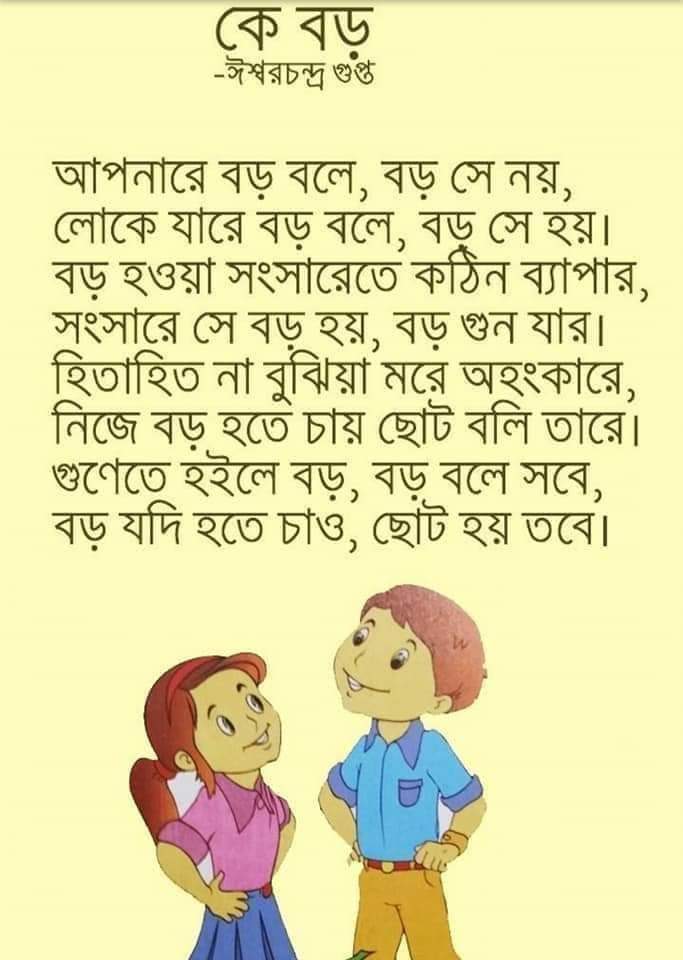 কে বড়
-ঈশ্বরচন্দ্র গুপ্ত
আপনারে বড় বলে, বড় সে নয়,
লোকে যারে বড় বলে, বড় সে হয়।
বড় হওয়া সংসারেতে কঠিন ব্যাপার,
সংসারে সে বড় হয়, বড় গুন যার।
হিতাহিত না বুঝিয়া মরে অহংকারে,
নিজে বড় হতে চায় ছোট বলি তারে।
গুণেতে হইলে বড়, বড় বলে সবে,
বড় যদি হতে চাও, ছোট হয় তবে।